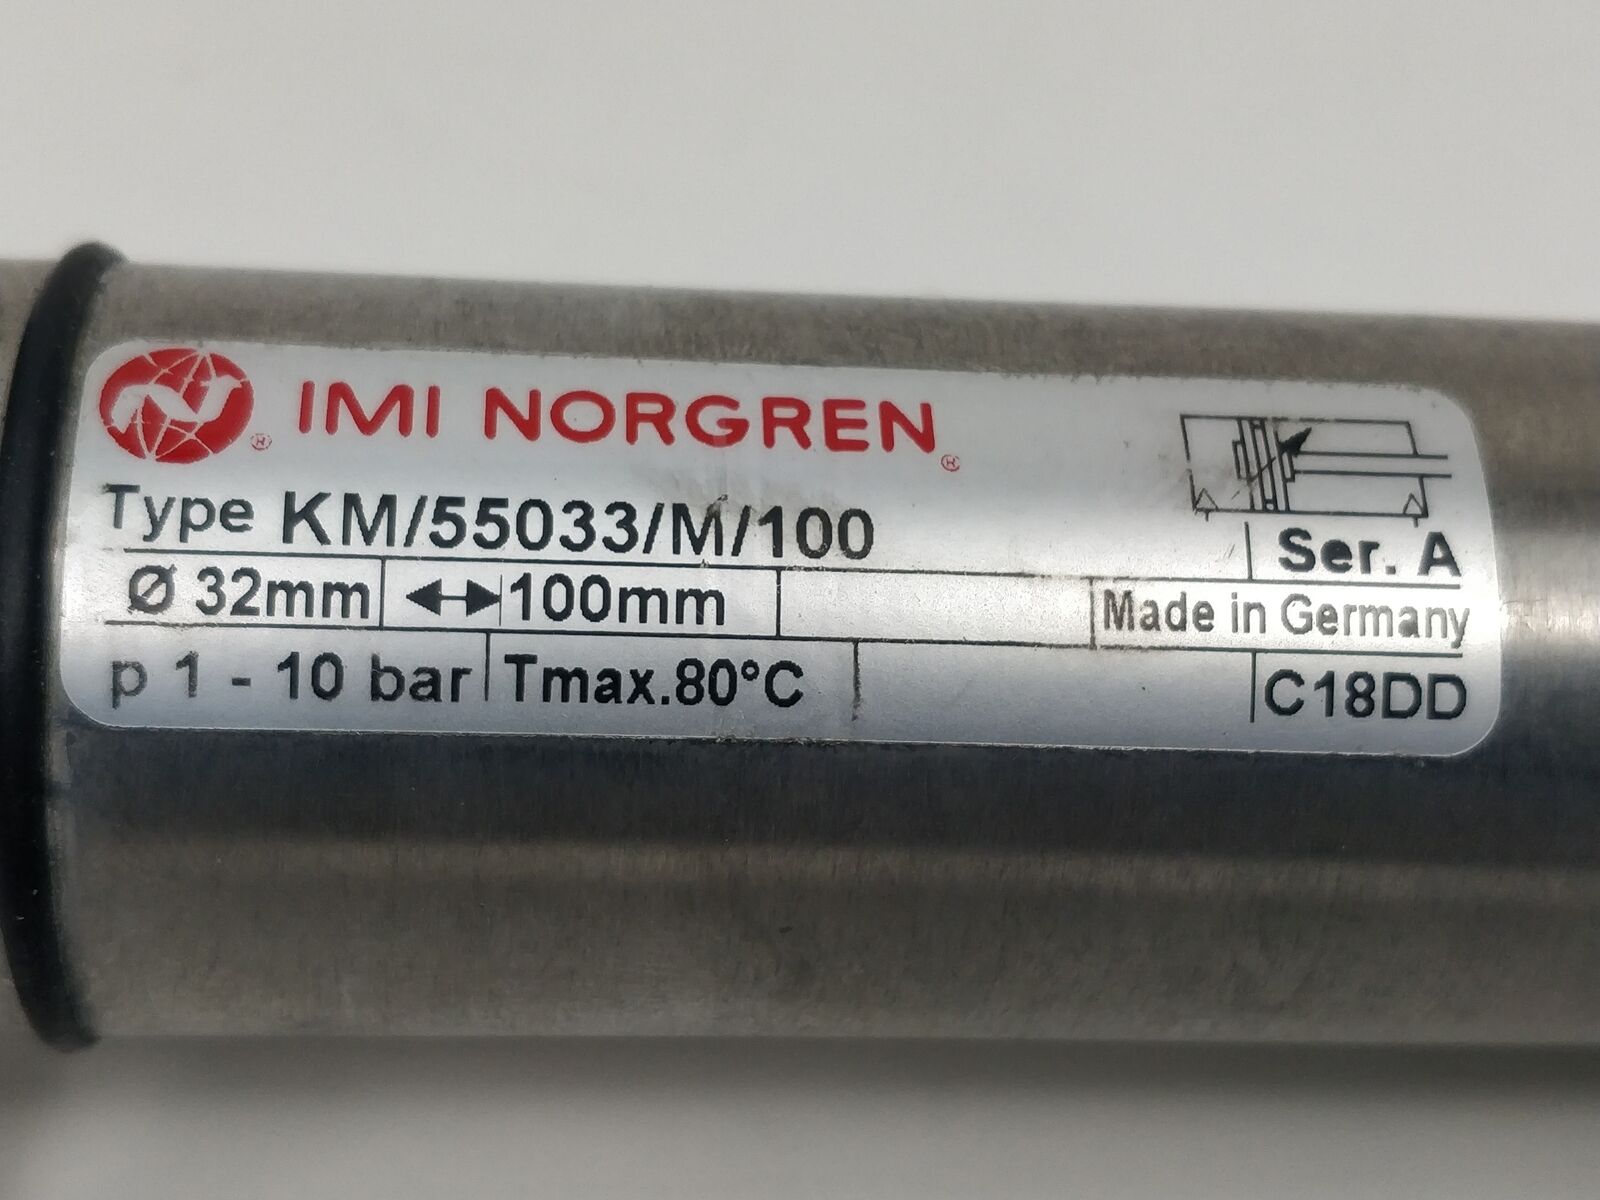 IMI NORGREN
Type KM/55033/M/100
Ser. A
Ø 32mm 100mm Made in Germany
p 1 - 10 bar Tmax.80°C C18DD